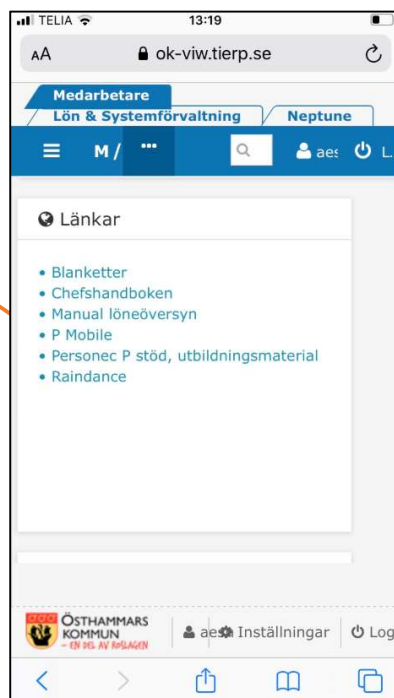 TELIA 13:19
AA ok-viw.tierp.se
Medarbetare
Lön & Systemförvaltning Neptune
M/ ... aes L.
Länkar
• Blanketter
• Chefshandboken
• Manual löneöversyn
• P Mobile
• Personec P stöd, utbildningsmaterial
• Raindance
ÖSTHAMMARS
KOMMUN
– EN DEL AV ROSLAGEN
aes Inställningar Log